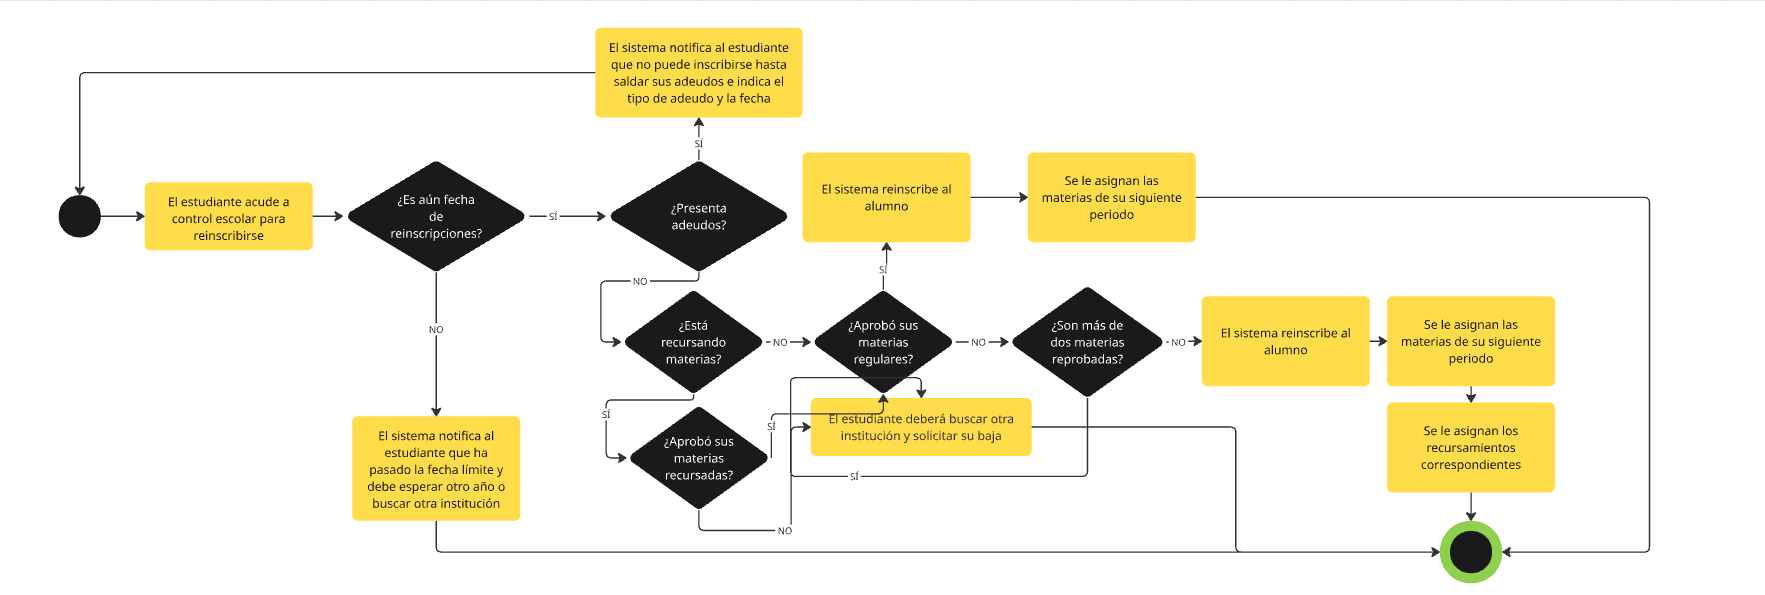 El sistema notifica al estudiante
que no puede inscribirse hasta
saldar sus adeudos e indica el
tipo de adeudo y la fecha
SÍ
El estudiante acude a
control escolar para
reinscribirse
¿Es aún fecha
de
reinscripciones?
SÍ
¿Presenta
adeudos?
El sistema reinscribe al
alumno
Se le asignan las
materias de su siguiente
periodo
NO
SÍ
NO
¿Está
recursando
materias?
NO
¿Aprobó sus
materias
regulares?
NO
¿Son más de
dos materias
reprobadas?
NO
El sistema reinscribe al
alumno
Se le asignan las
materias de su siguiente
periodo
SÍ
¿Aprobó sus
materias
recursadas?
SÍ
El estudiante deberá buscar otra
institución y solicitar su baja
SÍ
NO
Se le asignan los
recursamientos
correspondientes
El sistema notifica al
estudiante que ha
pasado la fecha límite y
debe esperar otro año o
buscar otra institución